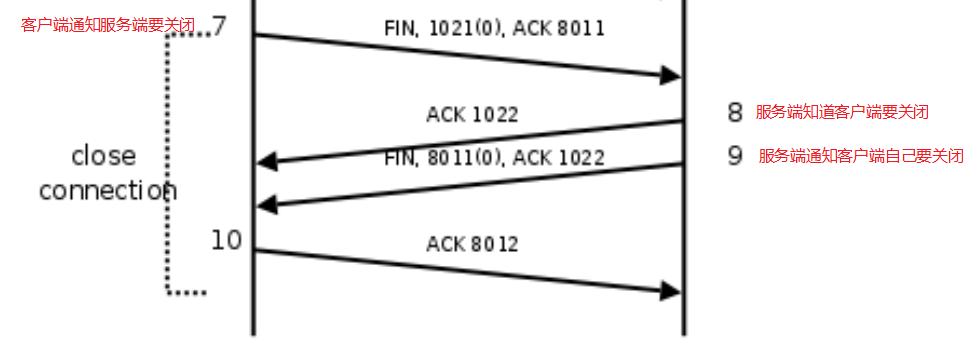 客户端通知服务端要关闭
7
FIN, 1021(0), ACK 8011
ACK 1022
8 服务端知道客户端要关闭
FIN, 8011(0), ACK 1022
9 服务端通知客户端自己要关闭
close
connection
10
ACK 8012